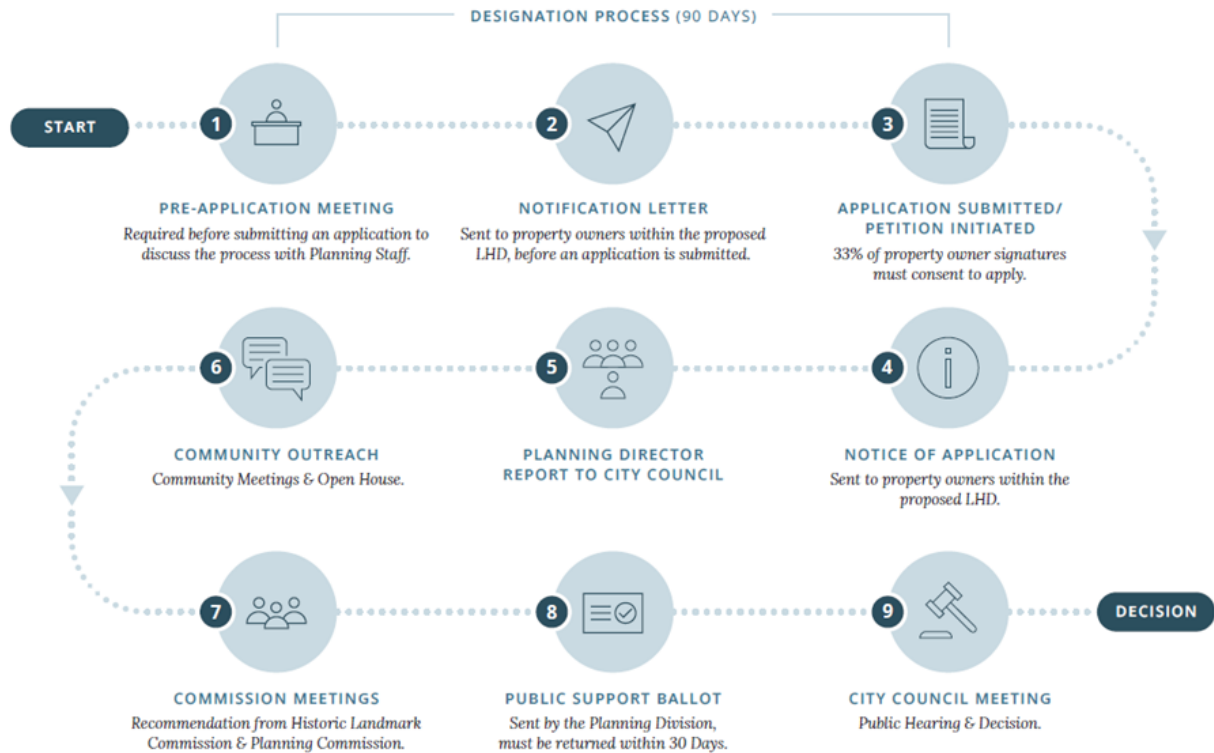 DESIGNATION PROCESS (90 DAYS)
START
1
2
3
PRE-APPLICATION MEETING
Required before submitting an application to
discuss the process with Planning Staff.
NOTIFICATION LETTER
Sent to property owners within the proposed
LHD, before an application is submitted.
APPLICATION SUBMITTED/
PETITION INITIATED
33% of property owner signatures
must consent to apply.
4
NOTICE OF APPLICATION
Sent to property owners within the
proposed LHD.
5
PLANNING DIRECTOR
REPORT TO CITY COUNCIL
6
COMMUNITY OUTREACH
Community Meetings & Open House.
7
COMMISSION MEETINGS
Recommendation from Historic Landmark
Commission & Planning Commission.
8
PUBLIC SUPPORT BALLOT
Sent by the Planning Division,
must be returned within 30 Days.
9
CITY COUNCIL MEETING
Public Hearing & Decision.
DECISION